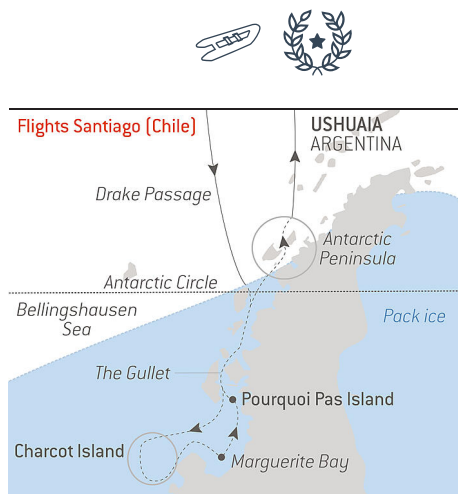 Flights Santiago (Chile)
USHUAIA
ARGENTINA
Drake Passage
Antarctic
Peninsula
Antarctic Circle
Bellingshausen
Sea
Pack ice
The Gullet
Pourquoi Pas Island
Charcot Island
Marguerite Bay